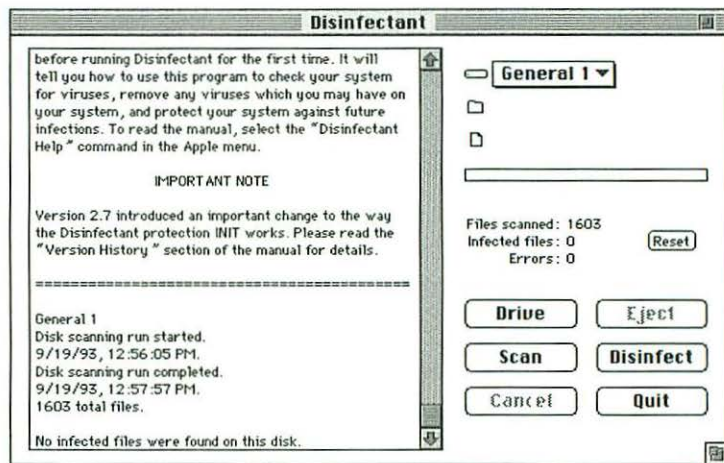 Disinfectant
before running Disinfectant for the first time. It will
tell you how to use this program to check your system
for viruses, remove any viruses which you may have on
your system, and protect your system against future
infections. To read the manual, select the "Disinfectant
Help" command in the Apple menu.
IMPORTANT NOTE
Version 2.7 introduced an important change to the way
the Disinfectant protection INIT works. Please read the
"Version History" section of the manual for details.
==============================================
General 1
Disk scanning run started.
9/19/93, 12:56:05 PM.
Disk scanning run completed.
9/19/93, 12:57:57 PM.
1603 total files.
No infected files were found on this disk.
General 1
Files scanned: 1603
Infected files: 0
Errors: 0
Reset
Drive
Eject
Scan
Disinfect
Cancel
Quit